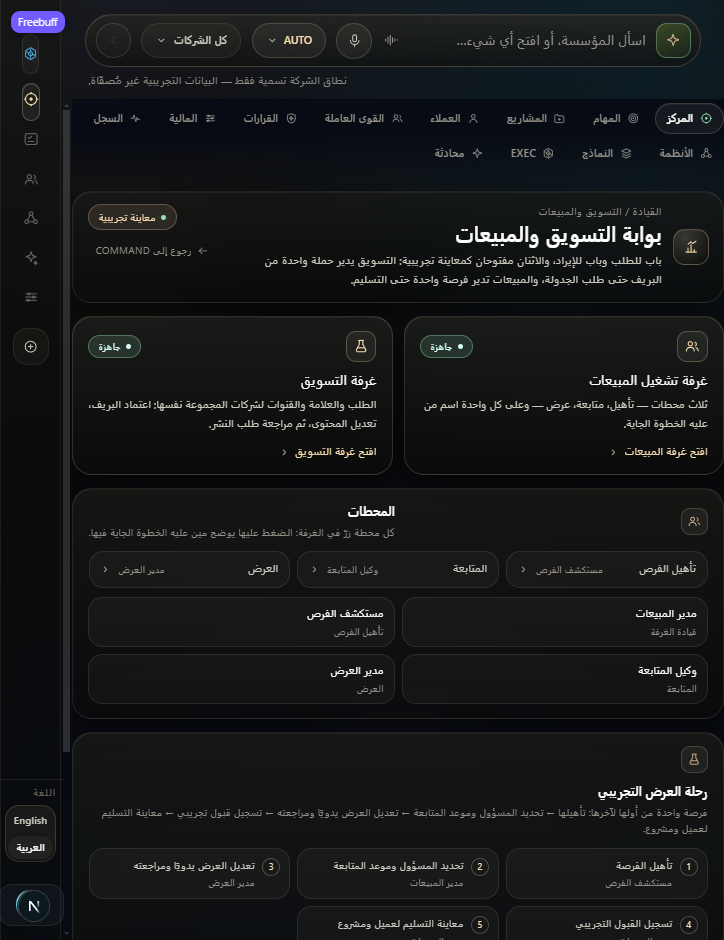 Freebuff
اسأل المؤسسة، أو افتح أي شيء...
AUTO
كل الشركات
نطاق الشركة تسمية فقط — البيانات التجريبية غير مُصفّاة.
المركز
المهام
المشاريع
العملاء
القوى العاملة
القرارات
المالية
السجل
الأنظمة
النماذج
EXEC
محادثة
القيادة / التسويق والمبيعات
معاينة تجريبية
بوابة التسويق والمبيعات
رجوع إلى COMMAND
باب للطلب وباب للإيراد، والاثنان مفتوحان كمعاينة تجريبية: التسويق يدير حملة واحدة من
البريف حتى طلب الجدولة، والمبيعات تدير فرصة واحدة حتى التسليم.
جاهزة
غرفة تشغيل المبيعات
ثلاث محطات — تأهيل، متابعة، عرض — وعلى كل واحدة اسم من
عليه الخطوة الجاية.
افتح غرفة المبيعات
جاهزة
غرفة التسويق
الطلب والعلامة والقنوات لشركات المجموعة نفسها: اعتماد البريف،
تعديل المحتوى، ثم مراجعة طلب النشر.
افتح غرفة التسويق
المحطات
كل محطة زرّ في الغرفة: الضغط عليها يوضح مين عليه الخطوة الجاية فيها.
تأهيل الفرص
مستكشف الفرص
المتابعة
وكيل المتابعة
العرض
مدير العرض
مدير المبيعات
قيادة الغرفة
مستكشف الفرص
تأهيل الفرص
وكيل المتابعة
المتابعة
مدير العرض
العرض
رحلة العرض التجريبي
فرصة واحدة من أولها لآخرها: تأهيلها ← تحديد المسؤول وموعد المتابعة ← تعديل العرض يدويًا ومراجعته ← تسجيل قبول تجريبي ← معاينة التسليم
لعميل ومشروع.
1
تأهيل الفرصة
مستكشف الفرص
2
تحديد المسؤول وموعد المتابعة
مدير المبيعات
3
تعديل العرض يدويًا ومراجعته
مدير العرض
4
تسجيل القبول التجريبي
5
معاينة التسليم لعميل ومشروع
اللغة
English
العربية
N